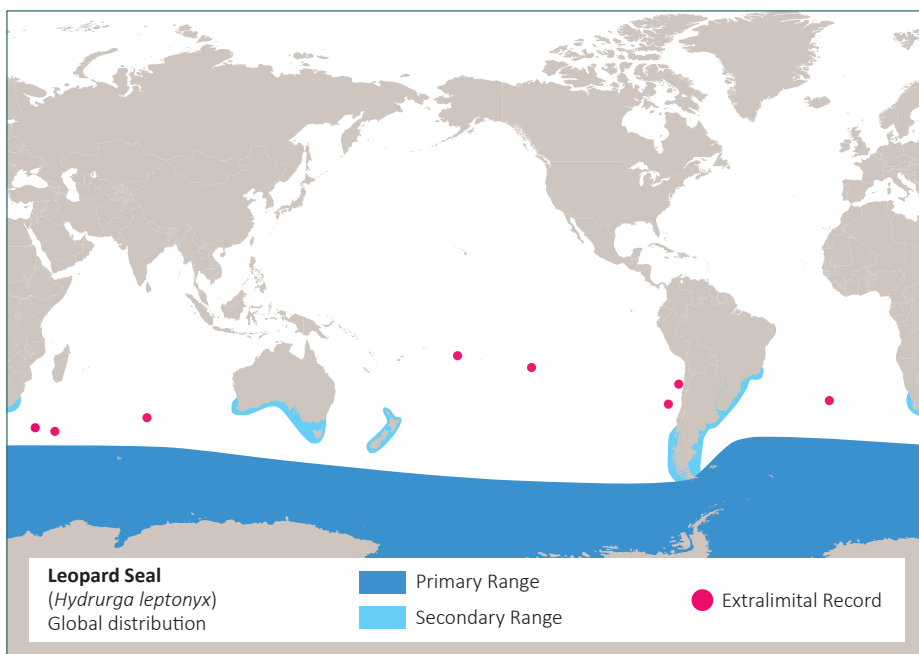 Leopard Seal
(Hydrurga leptonyx)
Global distribution
Primary Range
Secondary Range
Extralimital Record